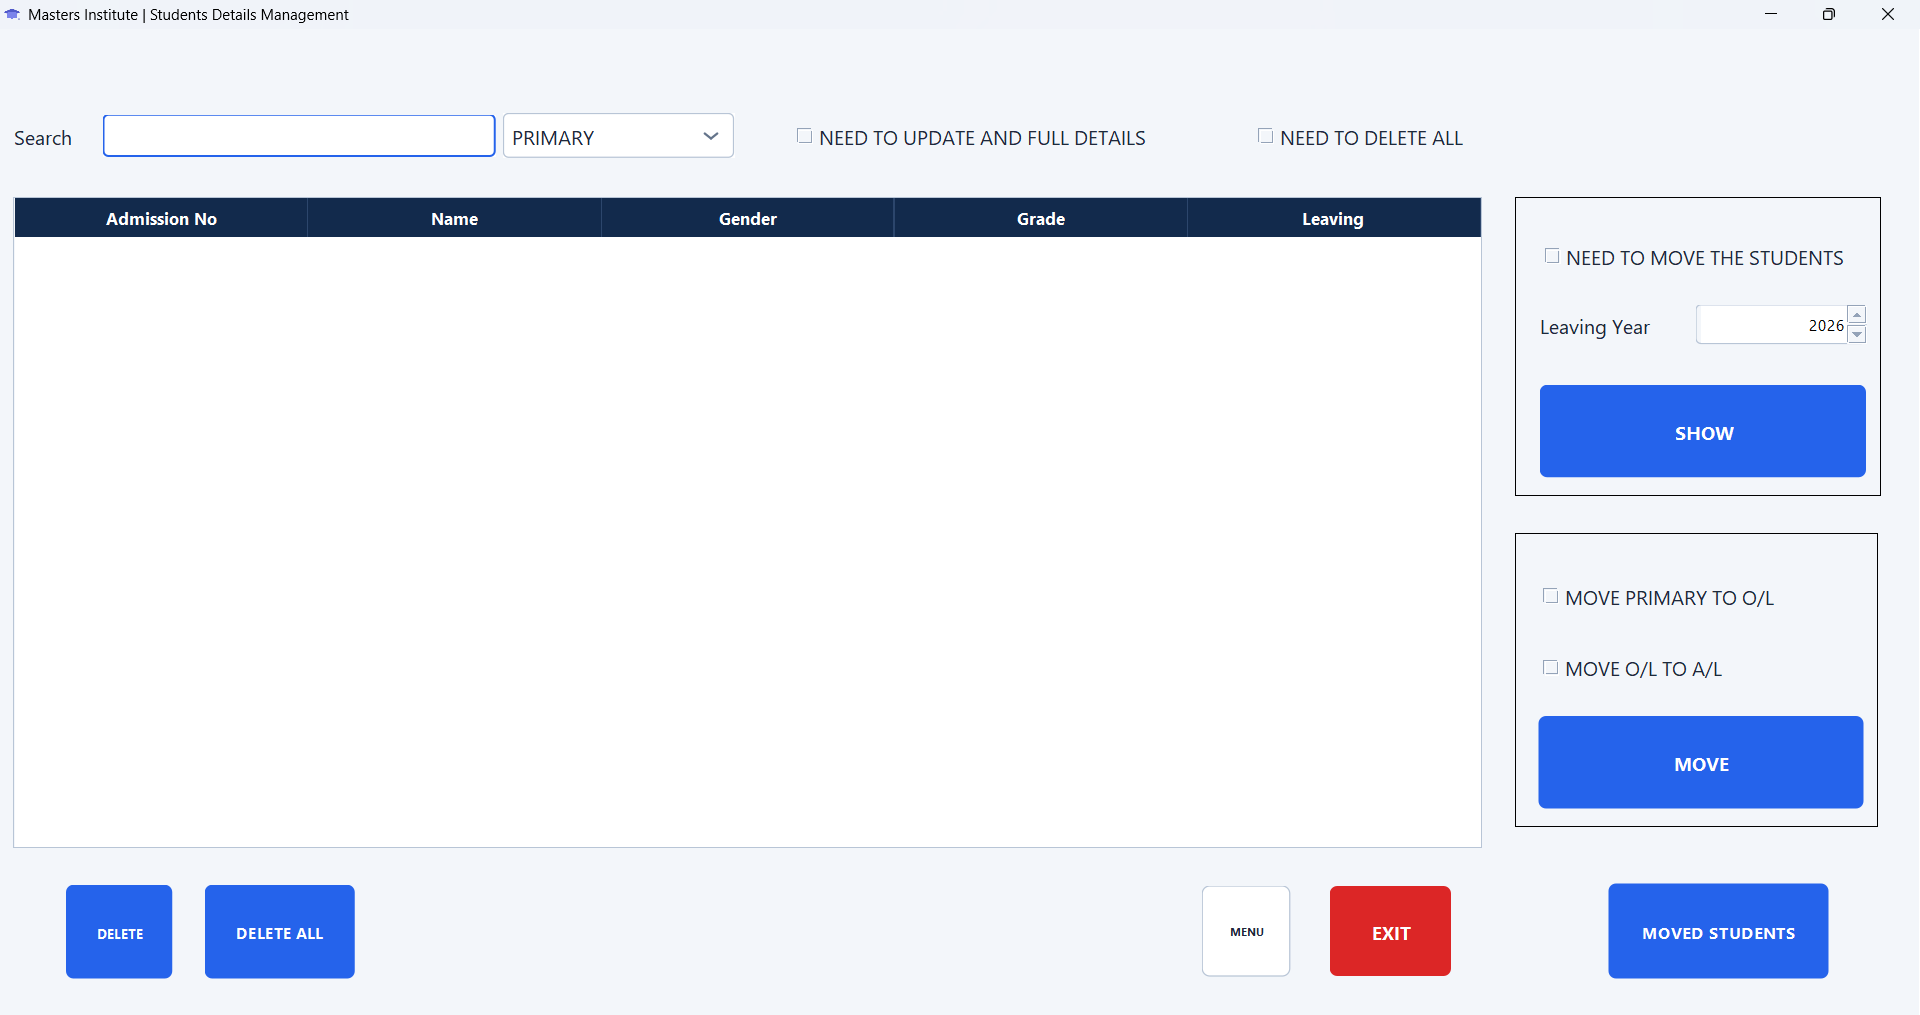 Masters Institute | Students Details Management
Search
PRIMARY
NEED TO UPDATE AND FULL DETAILS
NEED TO DELETE ALL
Admission No
Name
Gender
Grade
Leaving
NEED TO MOVE THE STUDENTS
Leaving Year
2026
SHOW
MOVE PRIMARY TO O/L
MOVE O/L TO A/L
MOVE
DELETE
DELETE ALL
MENU
EXIT
MOVED STUDENTS